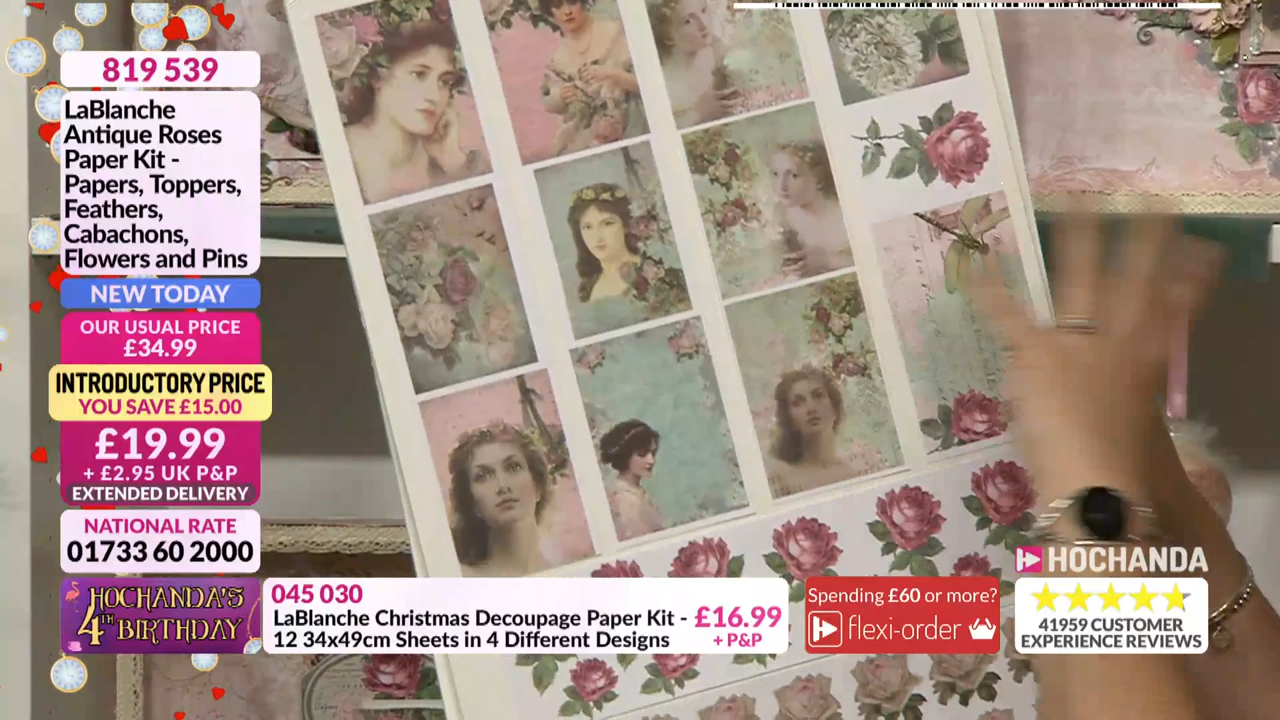 819 539
LaBlanche
Antique Roses
Paper Kit -
Papers, Toppers,
Feathers,
Cabachons,
Flowers and Pins
NEW TODAY
OUR USUAL PRICE
£34.99
INTRODUCTORY PRICE
YOU SAVE £15.00
£19.99
+ £2.95 UK P&P
EXTENDED DELIVERY
NATIONAL RATE
01733 60 2000
HOCHANDA'S
4TH BIRTHDAY
045 030
LaBlanche Christmas Decoupage Paper Kit -
12 34x49cm Sheets in 4 Different Designs
£16.99
+ P&P
Spending £60 or more?
flexi-order
HOCHANDA
41959 CUSTOMER
EXPERIENCE REVIEWS